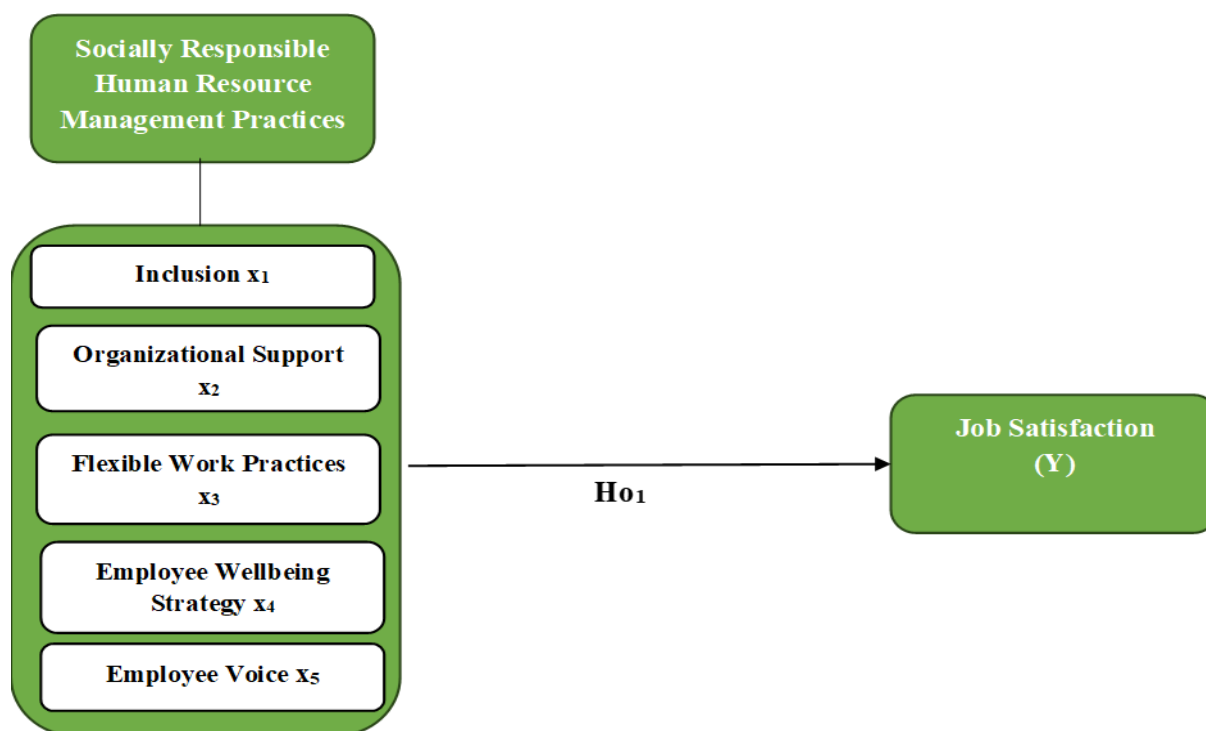 Socially Responsible
Human Resource
Management Practices
Inclusion x₁
Organizational Support
x₂
Flexible Work Practices
x₃
Employee Wellbeing
Strategy x₄
Employee Voice x₅
Ho₁
Job Satisfaction
(Y)